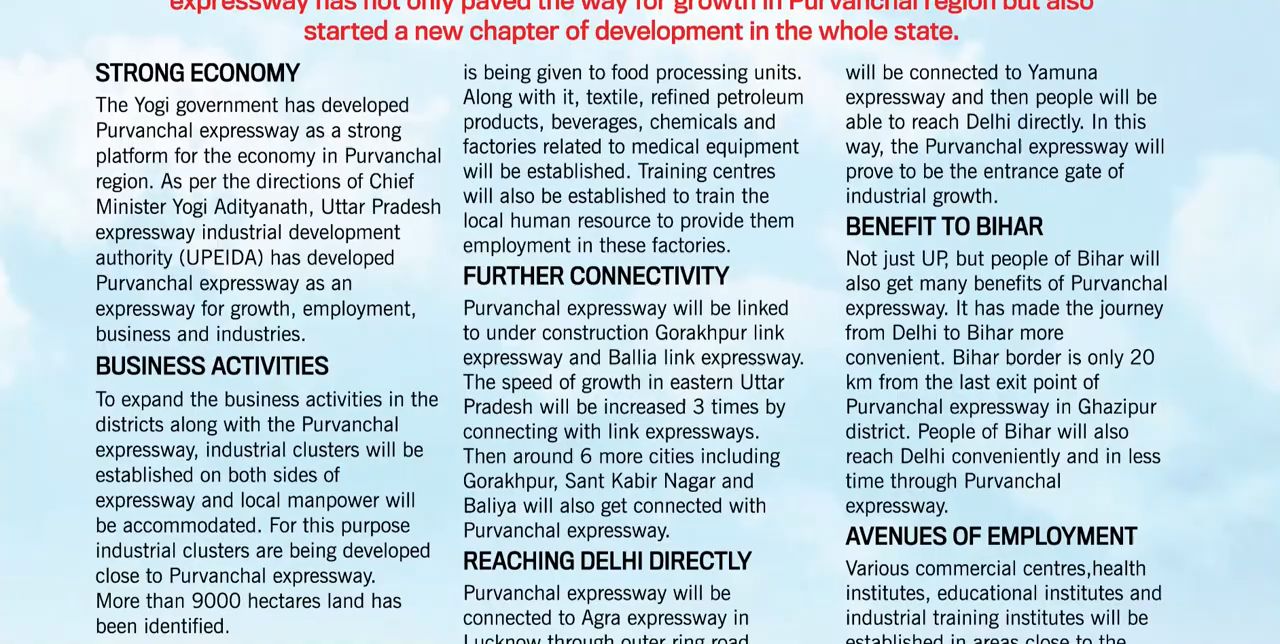 expressway has not only paved the way for growth in Purvanchal region but also
started a new chapter of development in the whole state.
STRONG ECONOMY
The Yogi government has developed
Purvanchal expressway as a strong
platform for the economy in Purvanchal
region. As per the directions of Chief
Minister Yogi Adityanath, Uttar Pradesh
expressway industrial development
authority (UPEIDA) has developed
Purvanchal expressway as an
expressway for growth, employment,
business and industries.
BUSINESS ACTIVITIES
To expand the business activities in the
districts along with the Purvanchal
expressway, industrial clusters will be
established on both sides of
expressway and local manpower will
be accommodated. For this purpose
industrial clusters are being developed
close to Purvanchal expressway.
More than 9000 hectares land has
been identified.
is being given to food processing units.
Along with it, textile, refined petroleum
products, beverages, chemicals and
factories related to medical equipment
will be established. Training centres
will also be established to train the
local human resource to provide them
employment in these factories.
FURTHER CONNECTIVITY
Purvanchal expressway will be linked
to under construction Gorakhpur link
expressway and Ballia link expressway.
The speed of growth in eastern Uttar
Pradesh will be increased 3 times by
connecting with link expressways.
Then around 6 more cities including
Gorakhpur, Sant Kabir Nagar and
Baliya will also get connected with
Purvanchal expressway.
REACHING DELHI DIRECTLY
Purvanchal expressway will be
connected to Agra expressway in
Lucknow through outer ring road
will be connected to Yamuna
expressway and then people will be
able to reach Delhi directly. In this
way, the Purvanchal expressway will
prove to be the entrance gate of
industrial growth.
BENEFIT TO BIHAR
Not just UP, but people of Bihar will
also get many benefits of Purvanchal
expressway. It has made the journey
from Delhi to Bihar more
convenient. Bihar border is only 20
km from the last exit point of
Purvanchal expressway in Ghazipur
district. People of Bihar will also
reach Delhi conveniently and in less
time through Purvanchal
expressway.
AVENUES OF EMPLOYMENT
Various commercial centres,health
institutes, educational institutes and
industrial training institutes will be
established in areas close to the